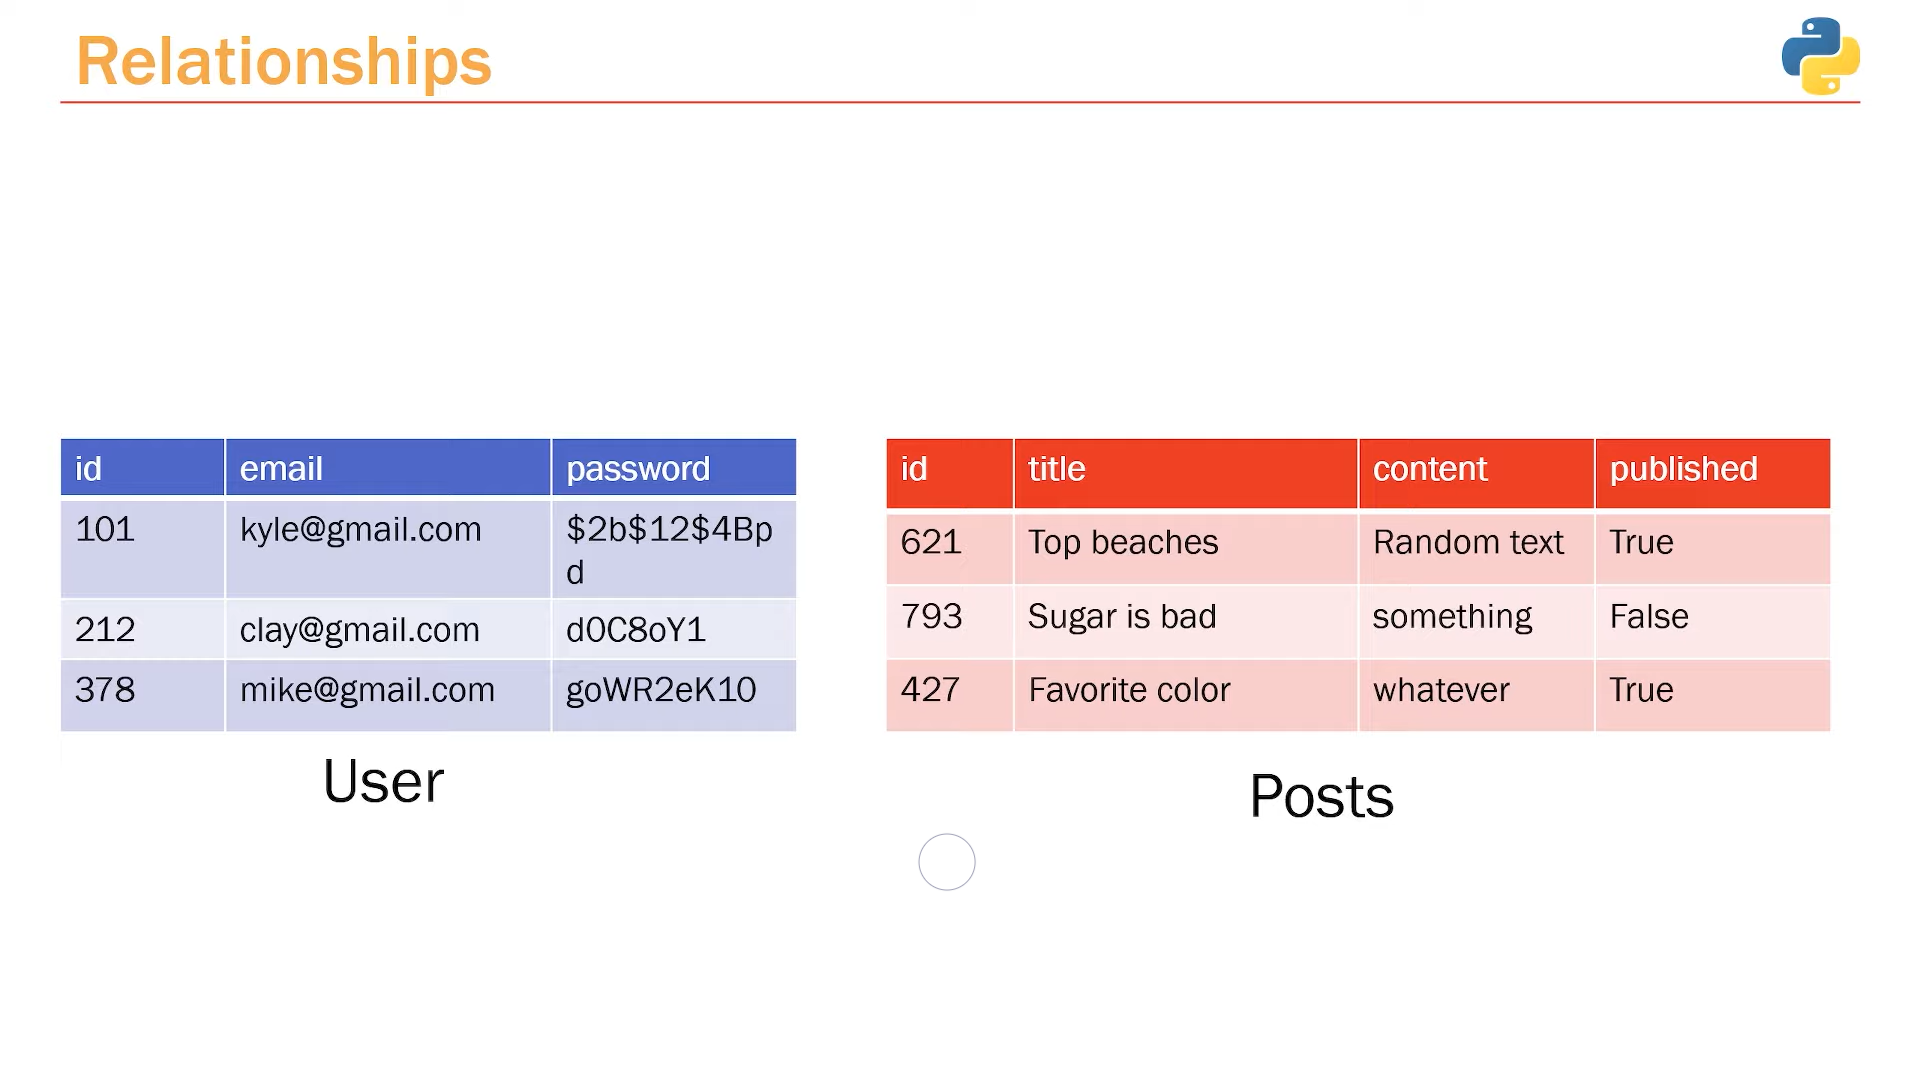 Relationships
id email password
101 kyle@gmail.com $2b$12$4Bp
d
212 clay@gmail.com d0C8oY1
378 mike@gmail.com goWR2eK10
User
id title content published
621 Top beaches Random text True
793 Sugar is bad something False
427 Favorite color whatever True
Posts